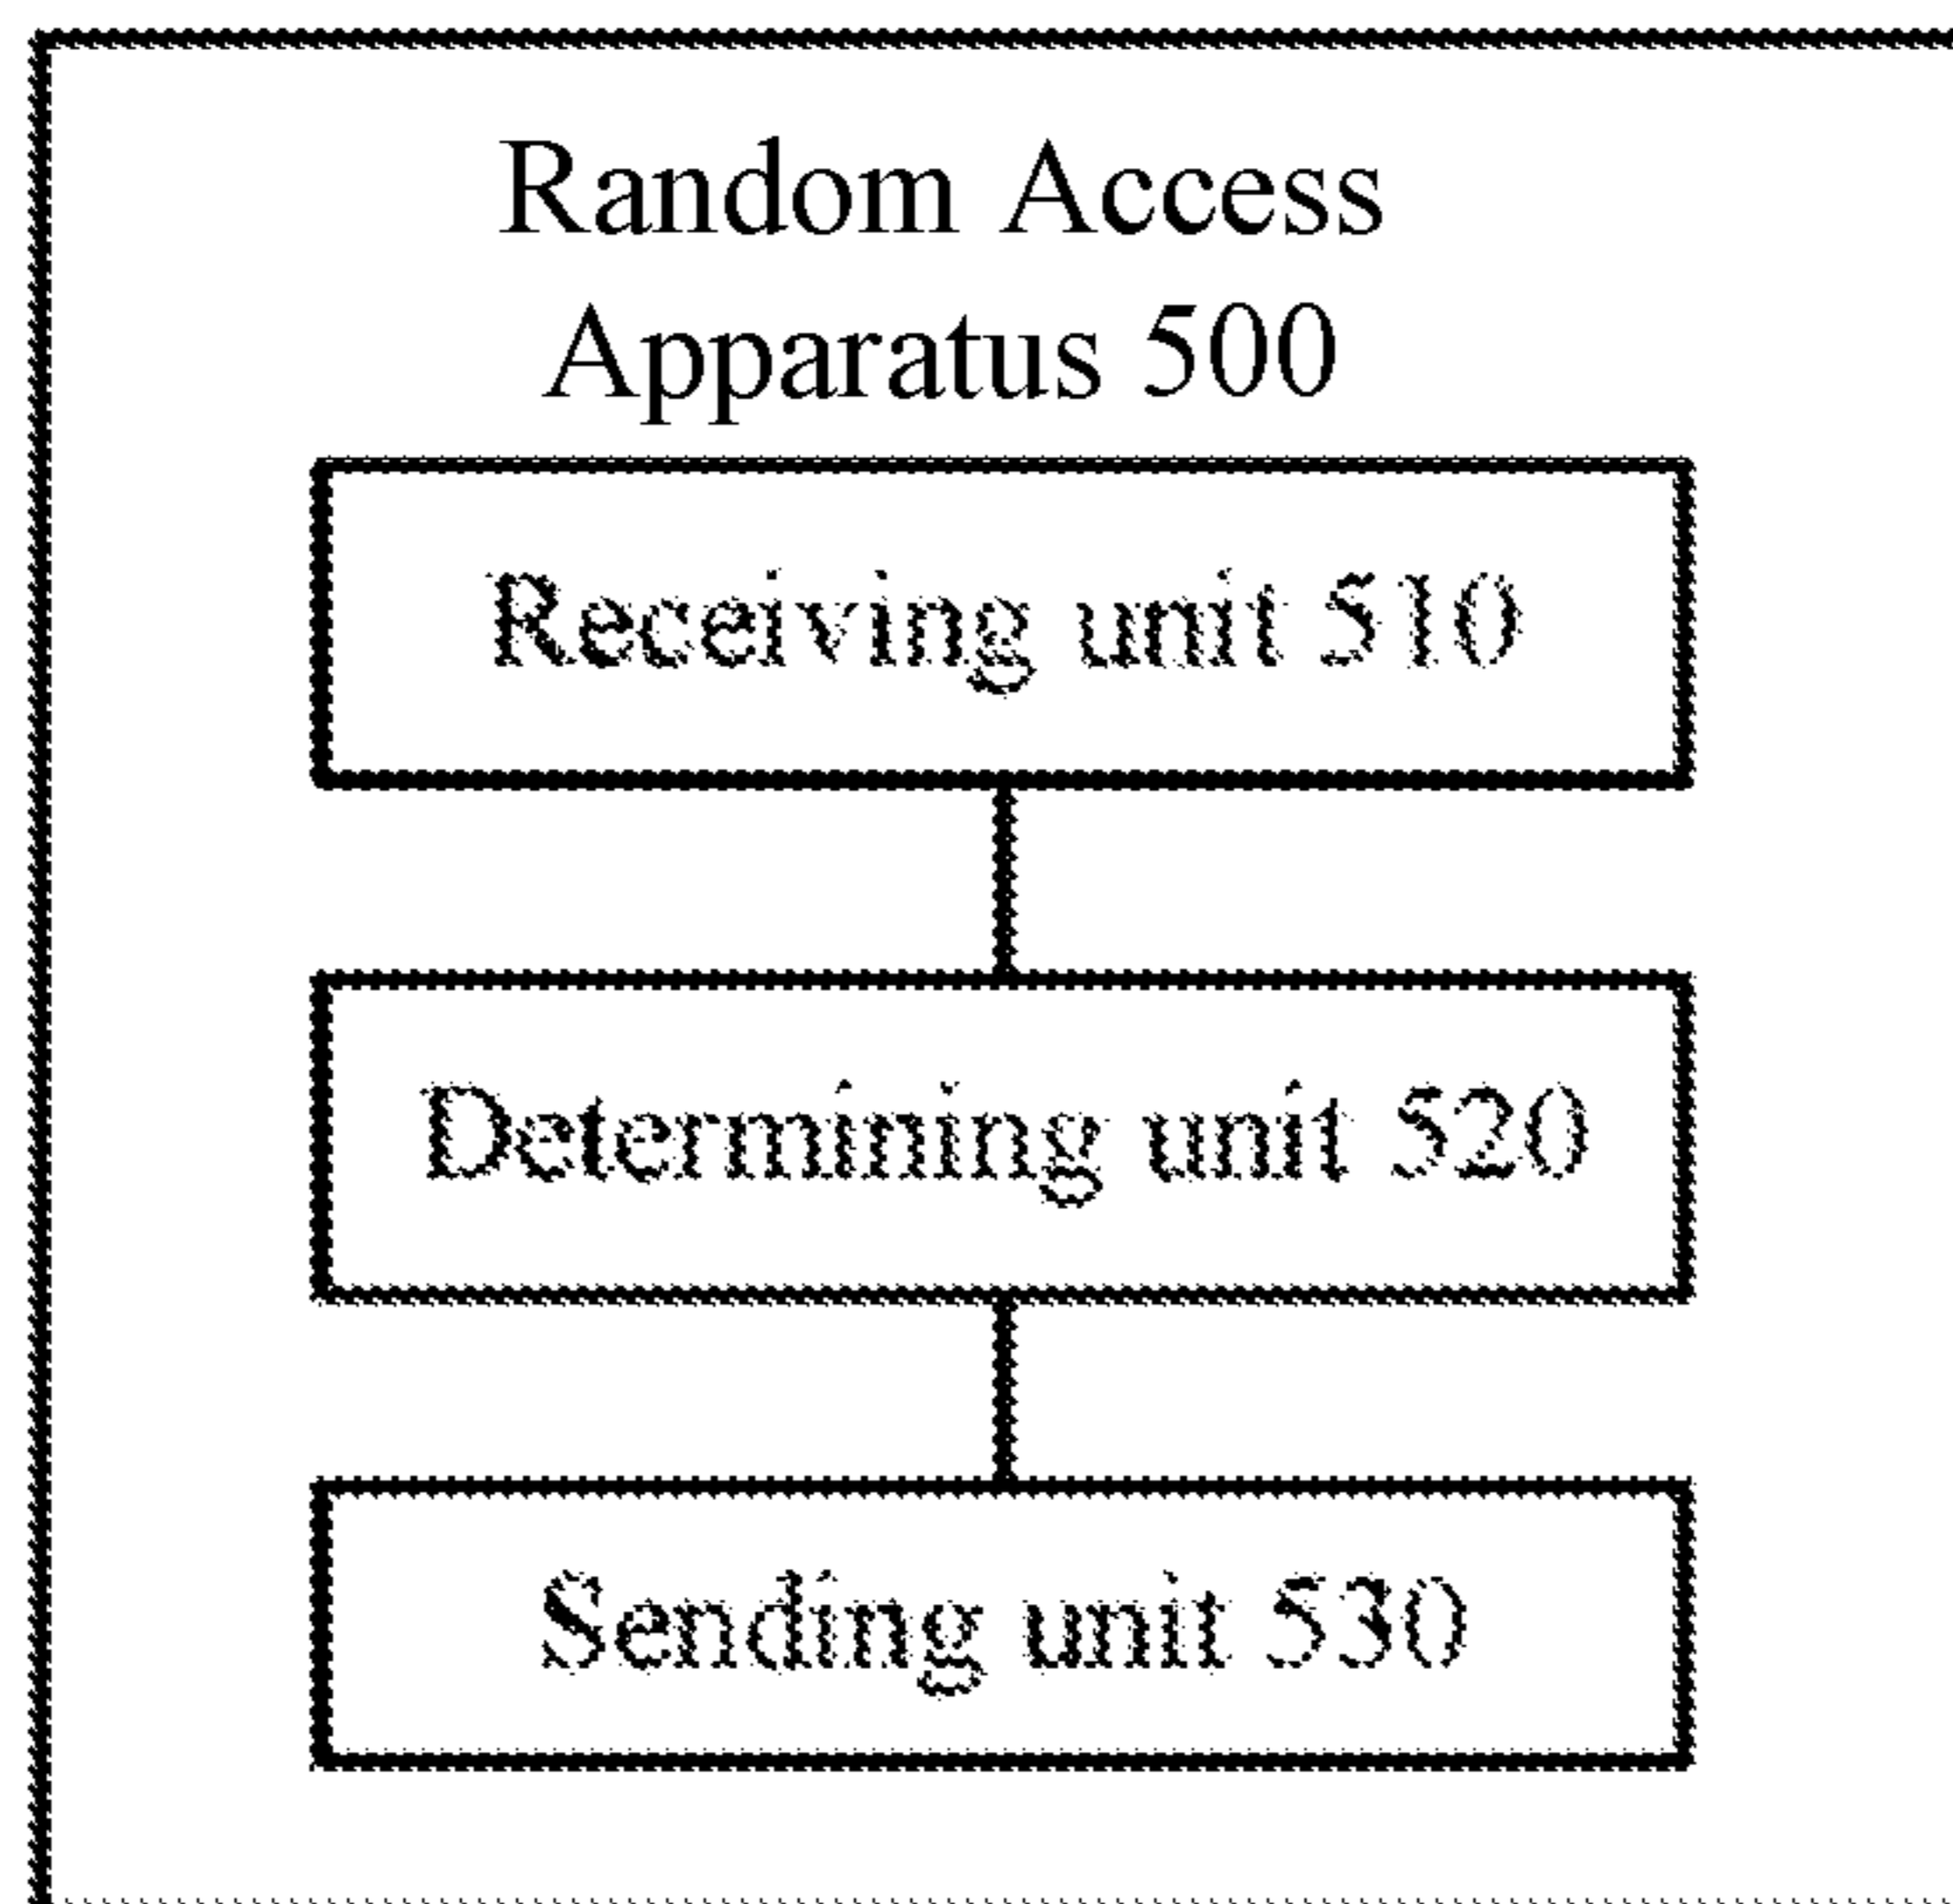 Random Access
Apparatus 500
Receiving unit 510
Determining unit 520
Sending unit 530